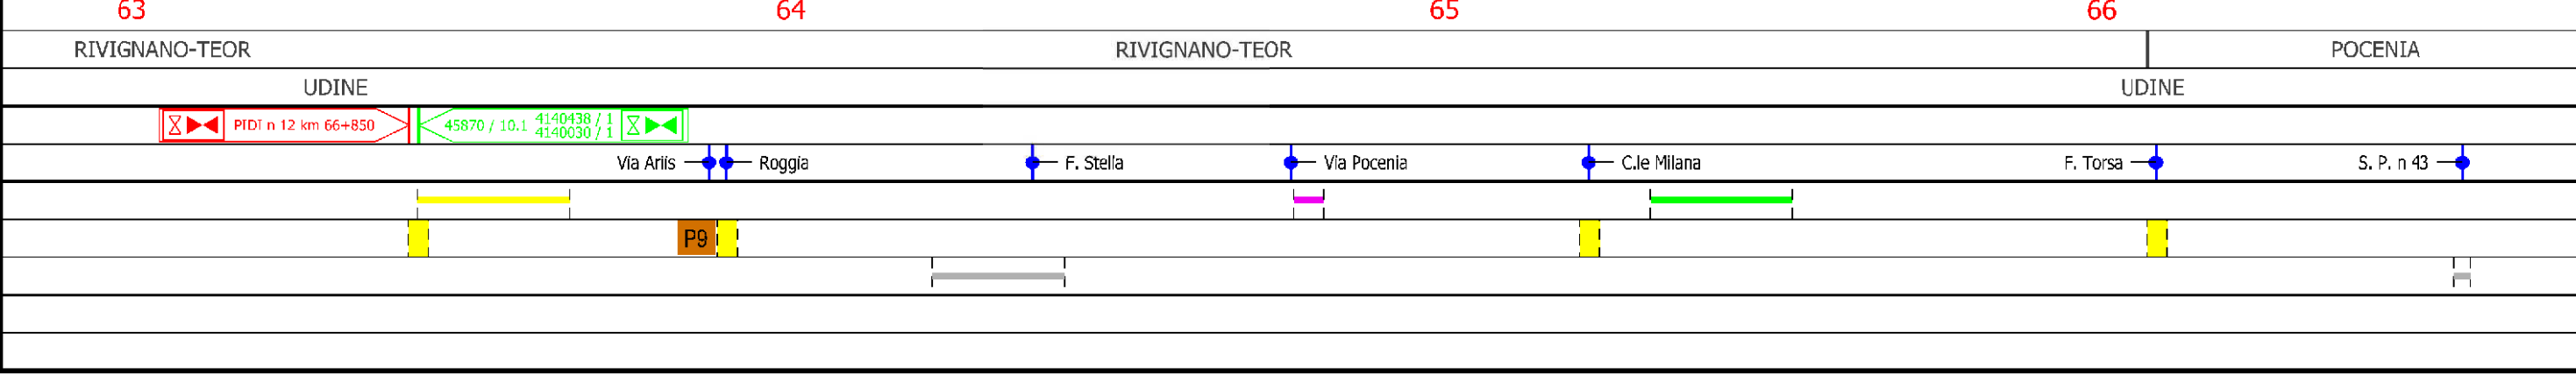 63 64 65 66
RIVIGNANO-TEOR RIVIGNANO-TEOR POCENIA
UDINE UDINE
PIDI n 12 km 66+850 45870 / 10.1 4140438 / 1
4140030 / 1
Via Ariis Roggia F. Stella Via Pocenia C.le Milana F. Torsa S. P. n 43
P9